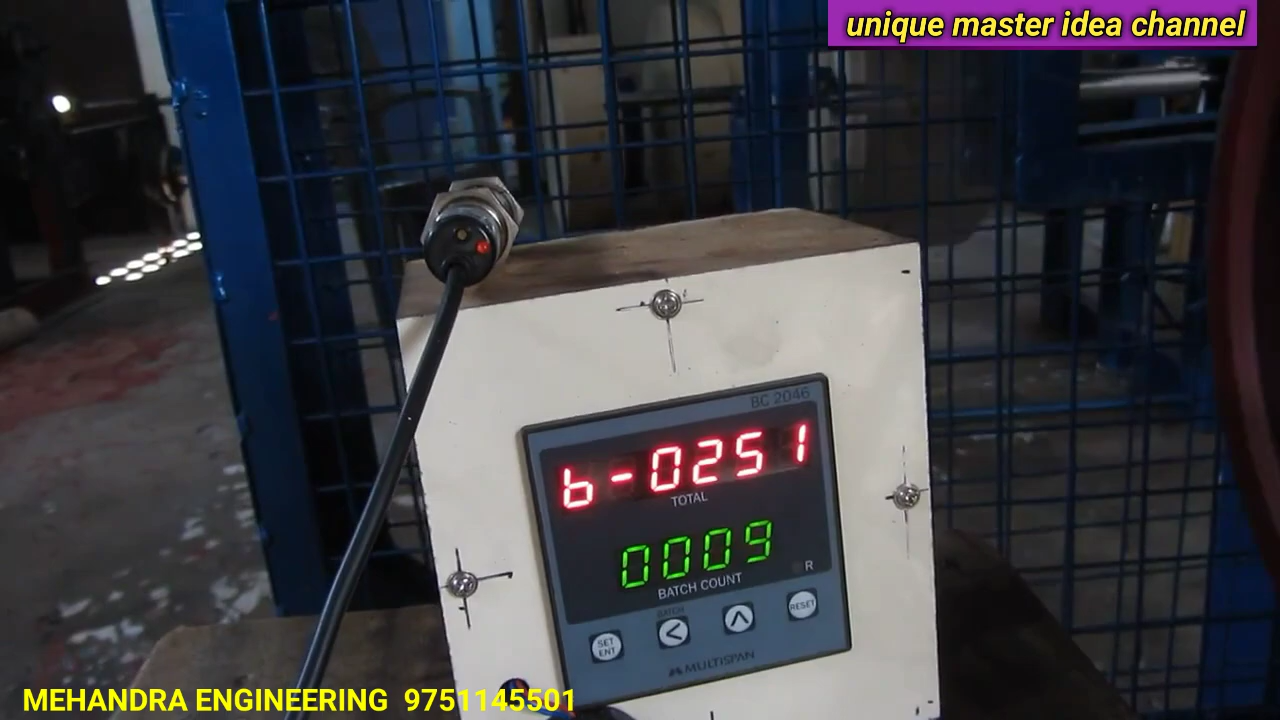 unique master idea channel
BC 2046
b-0251
TOTAL
0009
BATCH COUNT
R
BATCH
SET
ENT
<
RESET
MULTISPAN
MEHANDRA ENGINEERING 9751145501